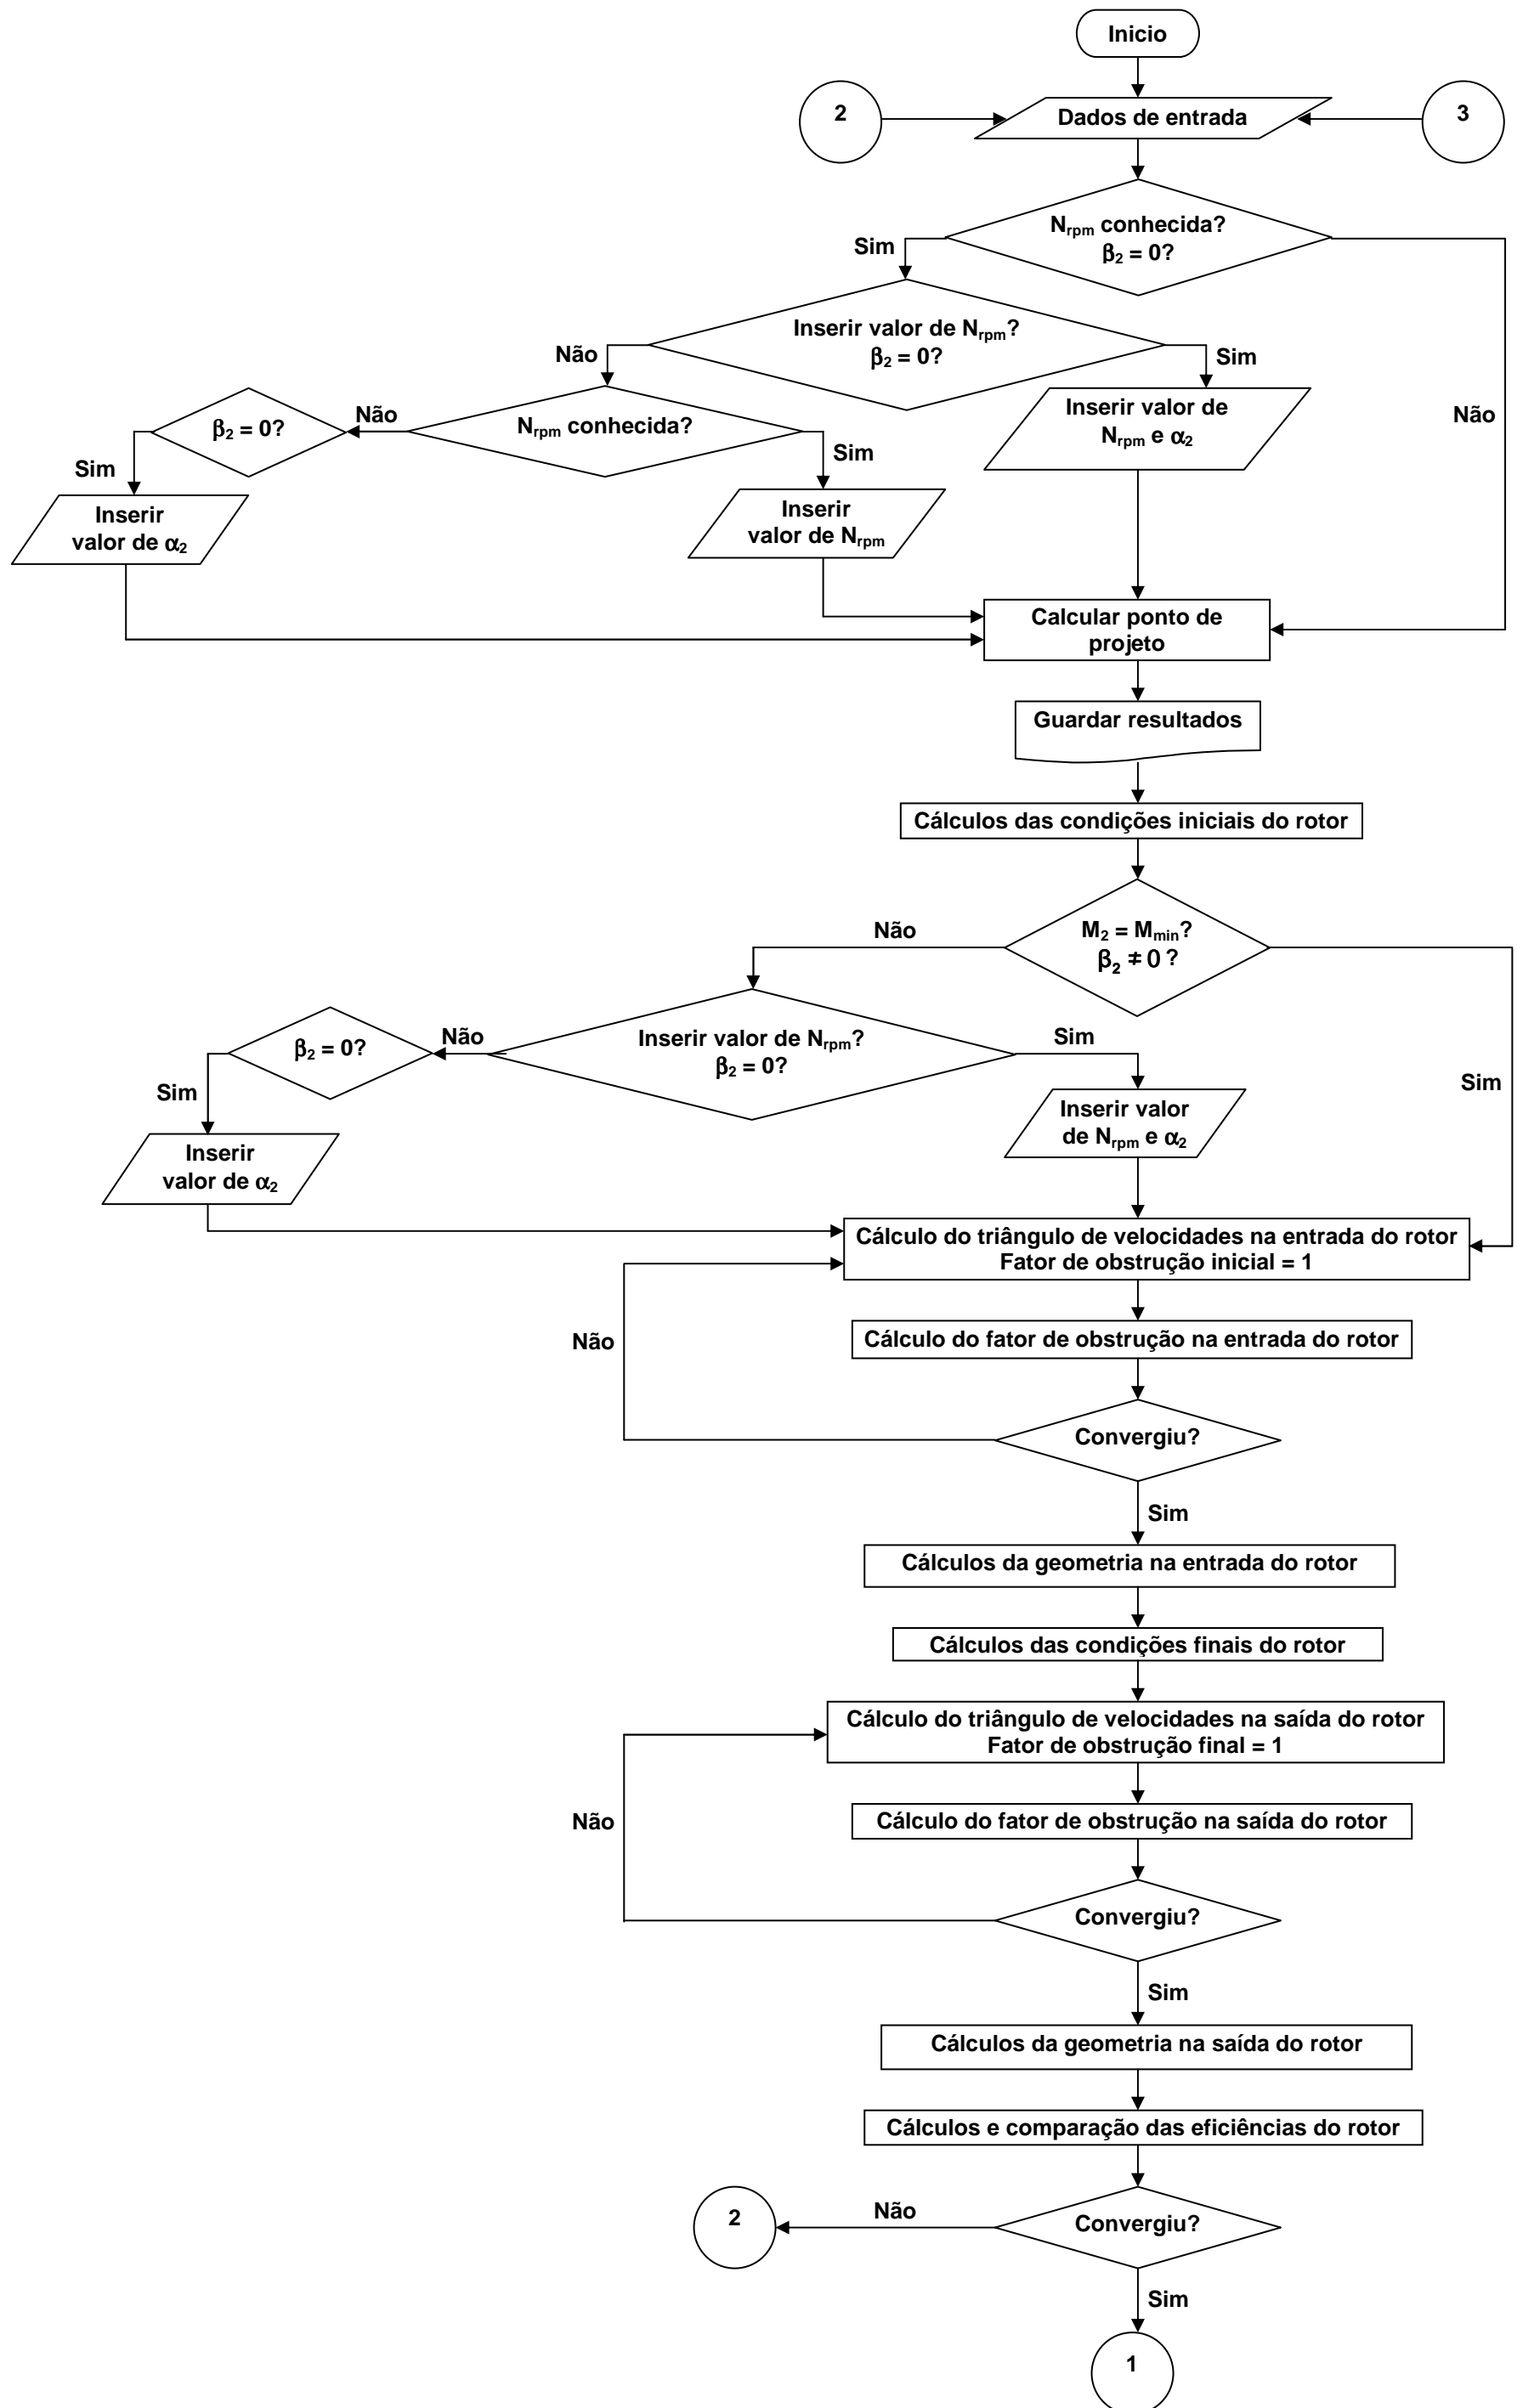 Inicio
2
Dados de entrada
3
N_rpm conhecida?
β₂ = 0?
Sim
Não
Inserir valor de N_rpm?
β₂ = 0?
Não
Sim
β₂ = 0?
Não
N_rpm conhecida?
Inserir valor de
N_rpm e α₂
Sim
Sim
Inserir
valor de α₂
Inserir
valor de N_rpm
Calcular ponto de
projeto
Guardar resultados
Cálculos das condições iniciais do rotor
Não
M₂ = M_min?
β₂ ≠ 0 ?
Sim
β₂ = 0?
Não
Inserir valor de N_rpm?
β₂ = 0?
Sim
Sim
Inserir
valor de α₂
Inserir valor
de N_rpm e α₂
Cálculo do triângulo de velocidades na entrada do rotor
Fator de obstrução inicial = 1
Não
Cálculo do fator de obstrução na entrada do rotor
Convergiu?
Sim
Cálculos da geometria na entrada do rotor
Cálculos das condições finais do rotor
Cálculo do triângulo de velocidades na saída do rotor
Fator de obstrução final = 1
Não
Cálculo do fator de obstrução na saída do rotor
Convergiu?
Sim
Cálculos da geometria na saída do rotor
Cálculos e comparação das eficiências do rotor
2
Não
Convergiu?
Sim
1